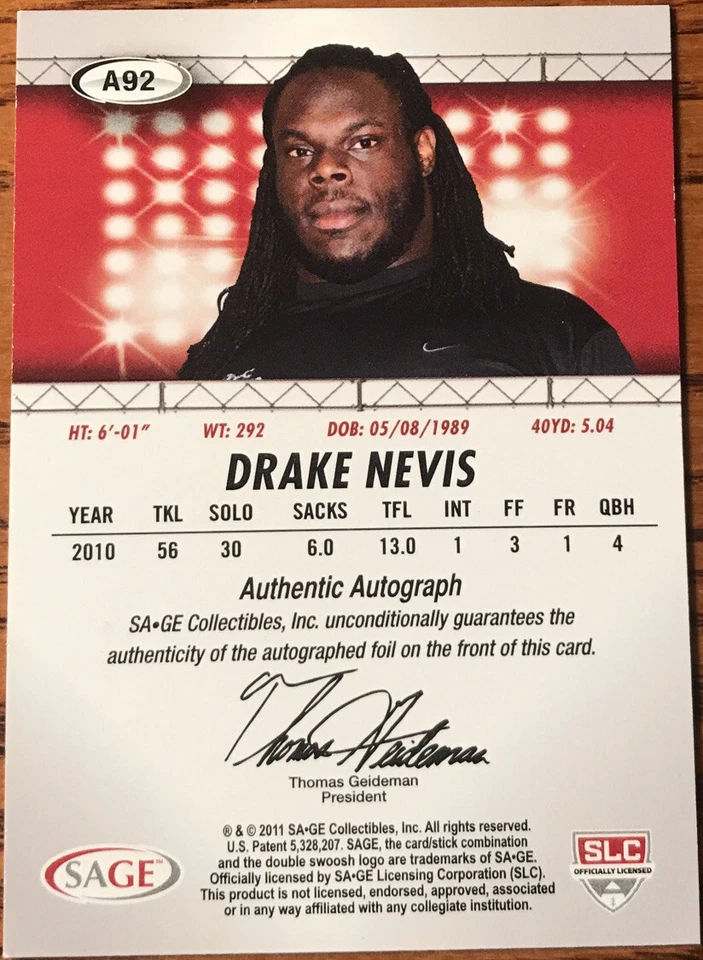 A92
HT: 6'-01" WT: 292 DOB: 05/08/1989 40YD: 5.04
DRAKE NEVIS
YEAR TKL SOLO SACKS TFL INT FF FR QBH
2010 56 30 6.0 13.0 1 3 1 4
Authentic Autograph
SA•GE Collectibles, Inc. unconditionally guarantees the
authenticity of the autographed foil on the front of this card.
Thomas Geideman
Thomas Geideman
President
® & © 2011 SA•GE Collectibles, Inc. All rights reserved.
U.S. Patent 5,328,207. SAGE, the card/stick combination
and the double swoosh logo are trademarks of SA•GE.
Officially licensed by SA•GE Licensing Corporation (SLC).
This product is not licensed, endorsed, approved, associated
or in any way affiliated with any collegiate institution.
SAGE™
SLC
OFFICIALLY LICENSED